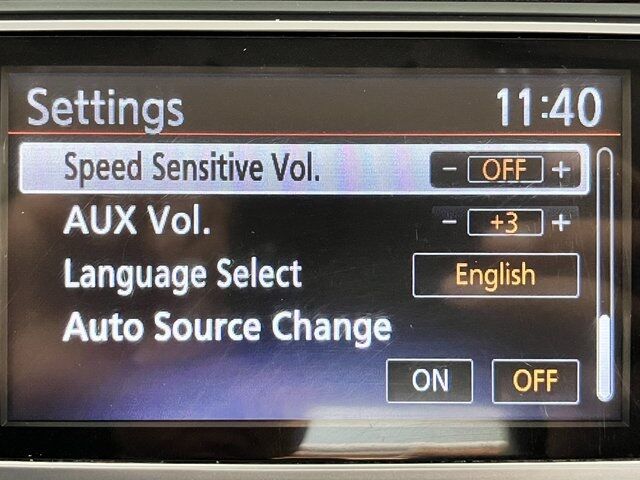 Settings 11:40
Speed Sensitive Vol. - OFF +
AUX Vol. - +3 +
Language Select English
Auto Source Change
ON OFF